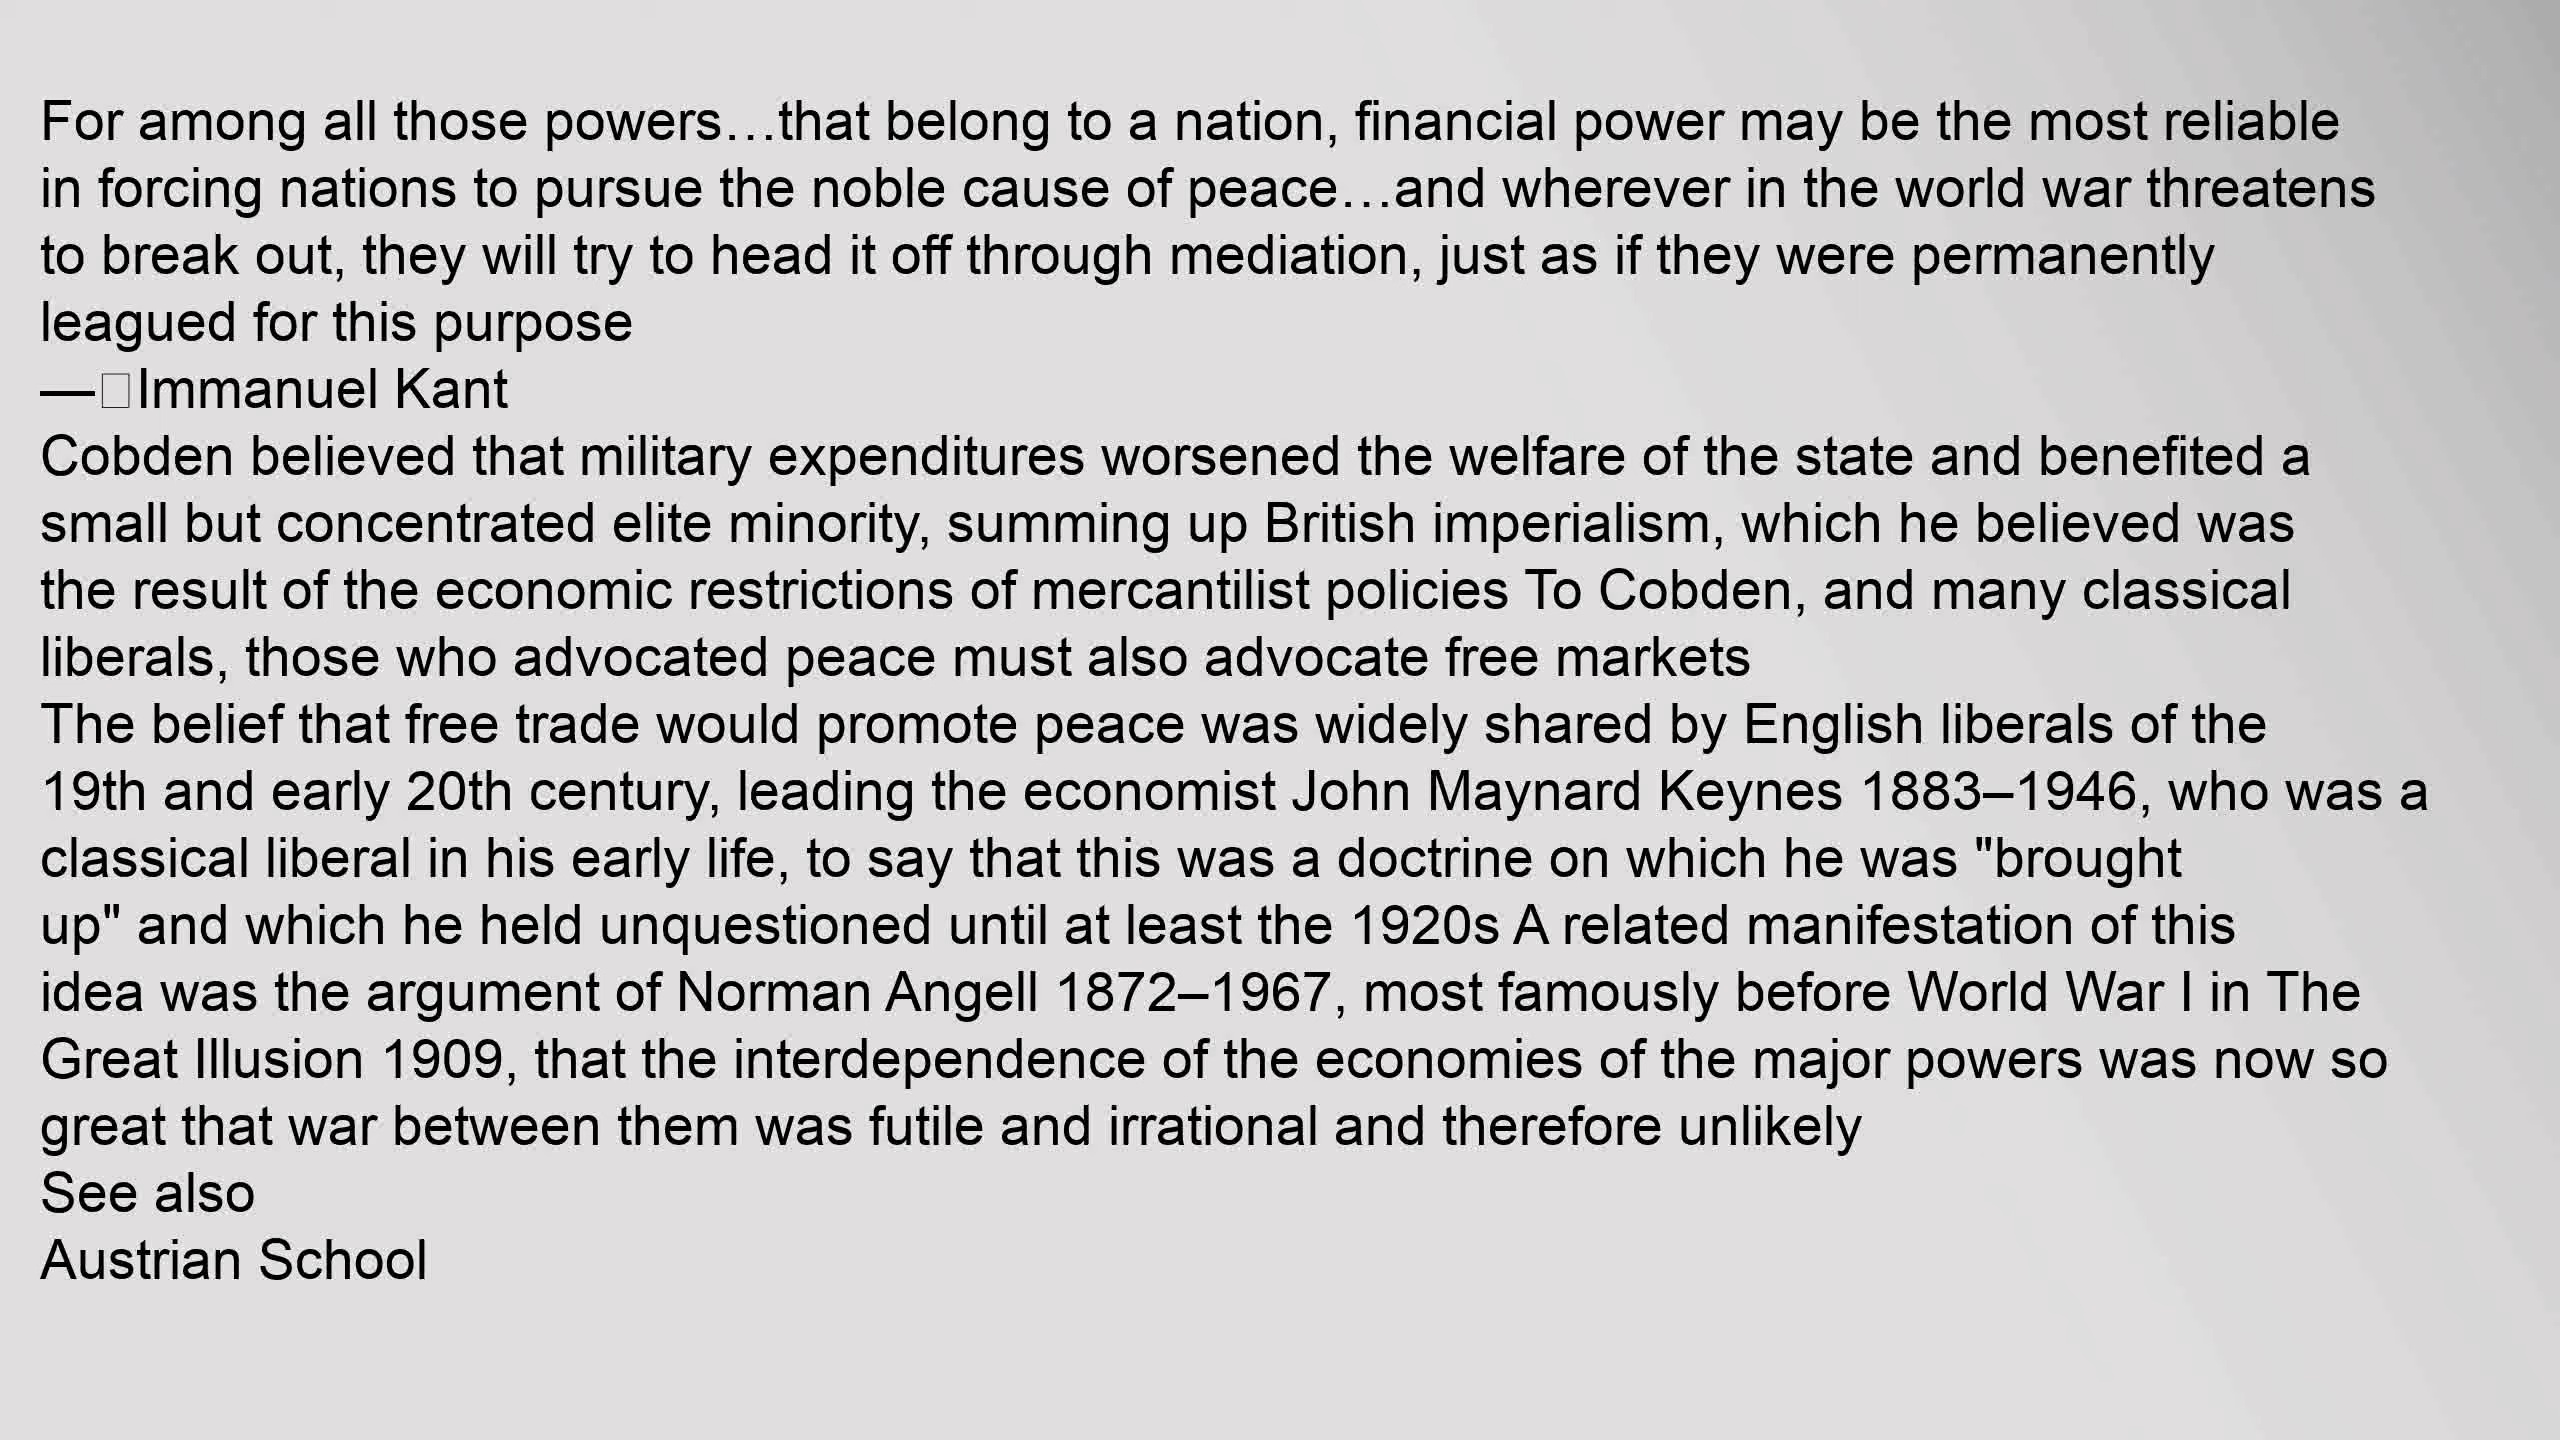 For among all those powers…that belong to a nation, financial power may be the most reliable
in forcing nations to pursue the noble cause of peace…and wherever in the world war threatens
to break out, they will try to head it off through mediation, just as if they were permanently
leagued for this purpose
—□Immanuel Kant
Cobden believed that military expenditures worsened the welfare of the state and benefited a
small but concentrated elite minority, summing up British imperialism, which he believed was
the result of the economic restrictions of mercantilist policies To Cobden, and many classical
liberals, those who advocated peace must also advocate free markets
The belief that free trade would promote peace was widely shared by English liberals of the
19th and early 20th century, leading the economist John Maynard Keynes 1883–1946, who was a
classical liberal in his early life, to say that this was a doctrine on which he was "brought
up" and which he held unquestioned until at least the 1920s A related manifestation of this
idea was the argument of Norman Angell 1872–1967, most famously before World War I in The
Great Illusion 1909, that the interdependence of the economies of the major powers was now so
great that war between them was futile and irrational and therefore unlikely
See also
Austrian School